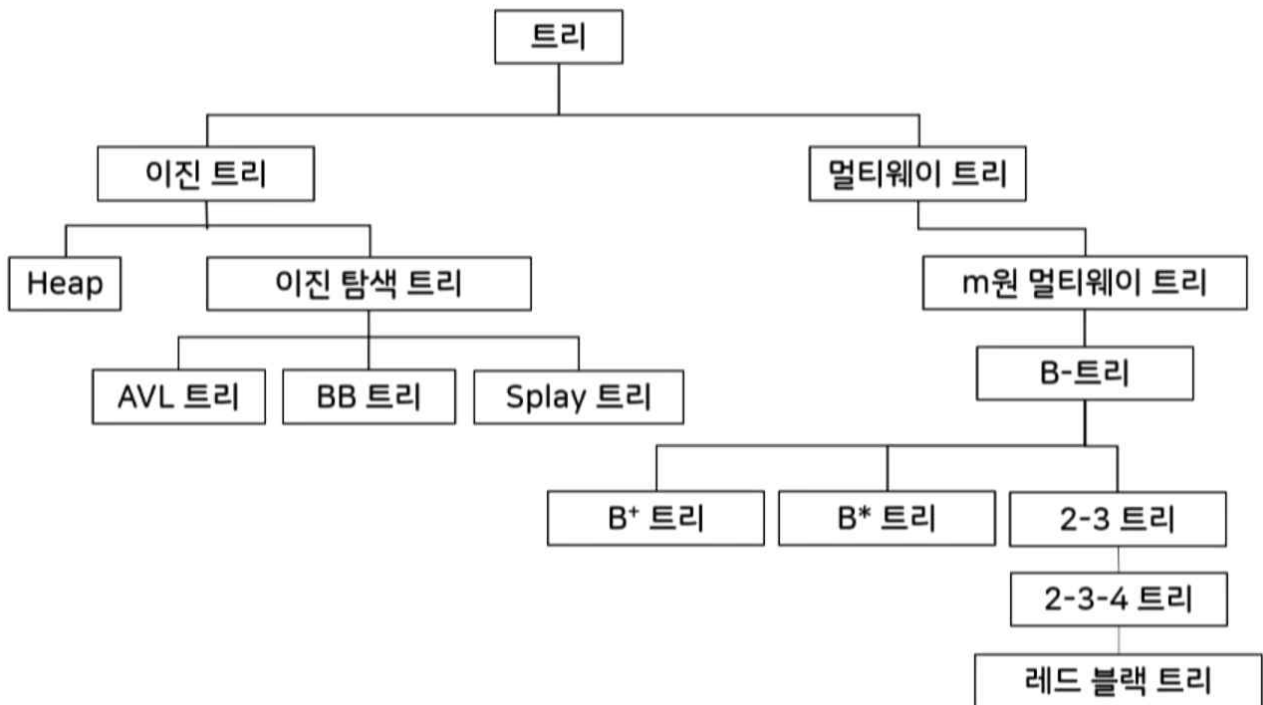 트리
이진 트리
멀티웨이 트리
Heap
이진 탐색 트리
m원 멀티웨이 트리
B-트리
AVL 트리
BB 트리
Splay 트리
B⁺ 트리
B* 트리
2-3 트리
2-3-4 트리
레드 블랙 트리